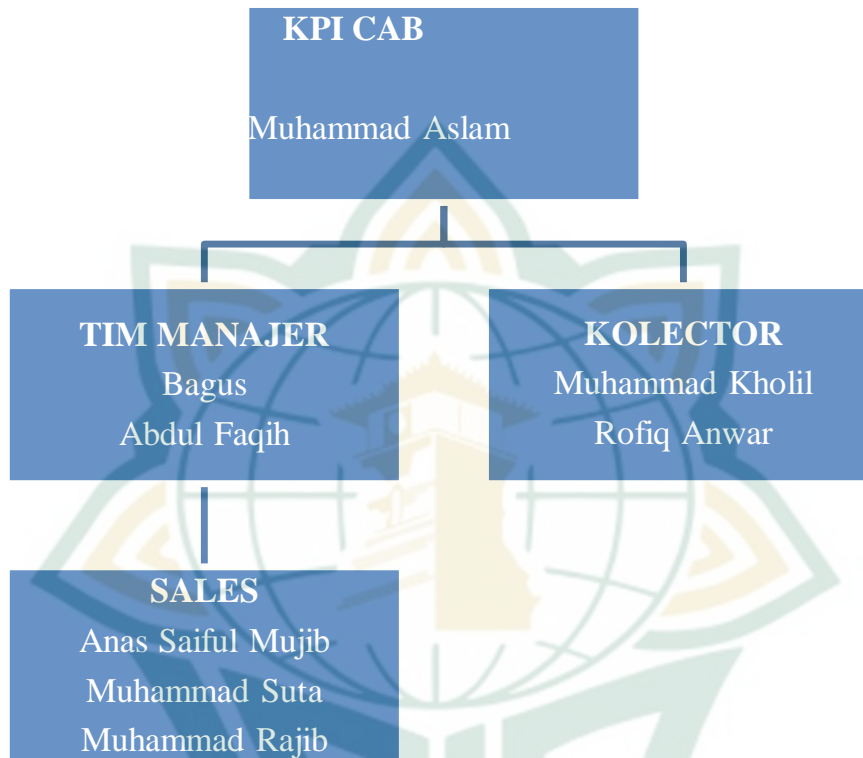 KPI CAB
Muhammad Aslam
TIM MANAJER
Bagus
Abdul Faqih
KOLECTOR
Muhammad Kholil
Rofiq Anwar
SALES
Anas Saiful Mujib
Muhammad Suta
Muhammad Rajib